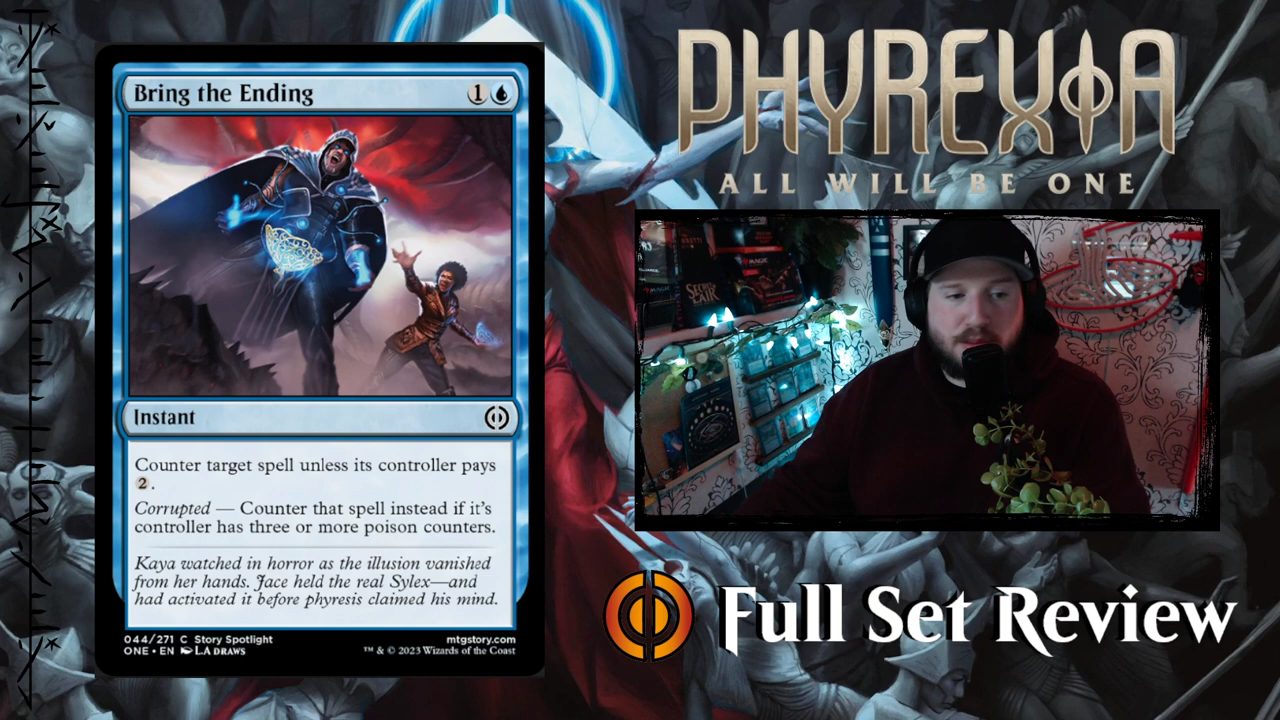 Bring the Ending
1
Instant
Counter target spell unless its controller pays
2.
Corrupted — Counter that spell instead if it's
controller has three or more poison counters.
Kaya watched in horror as the illusion vanished
from her hands. Jace held the real Sylex—and
had activated it before phyresis claimed his mind.
044/271 C Story Spotlight
ONE • EN LA DRAWS
mtgstory.com
™ & © 2023 Wizards of the Coast
PHYREXIA
ALL WILL BE ONE
SECRET
LAIR
MAGIC
Full Set Review